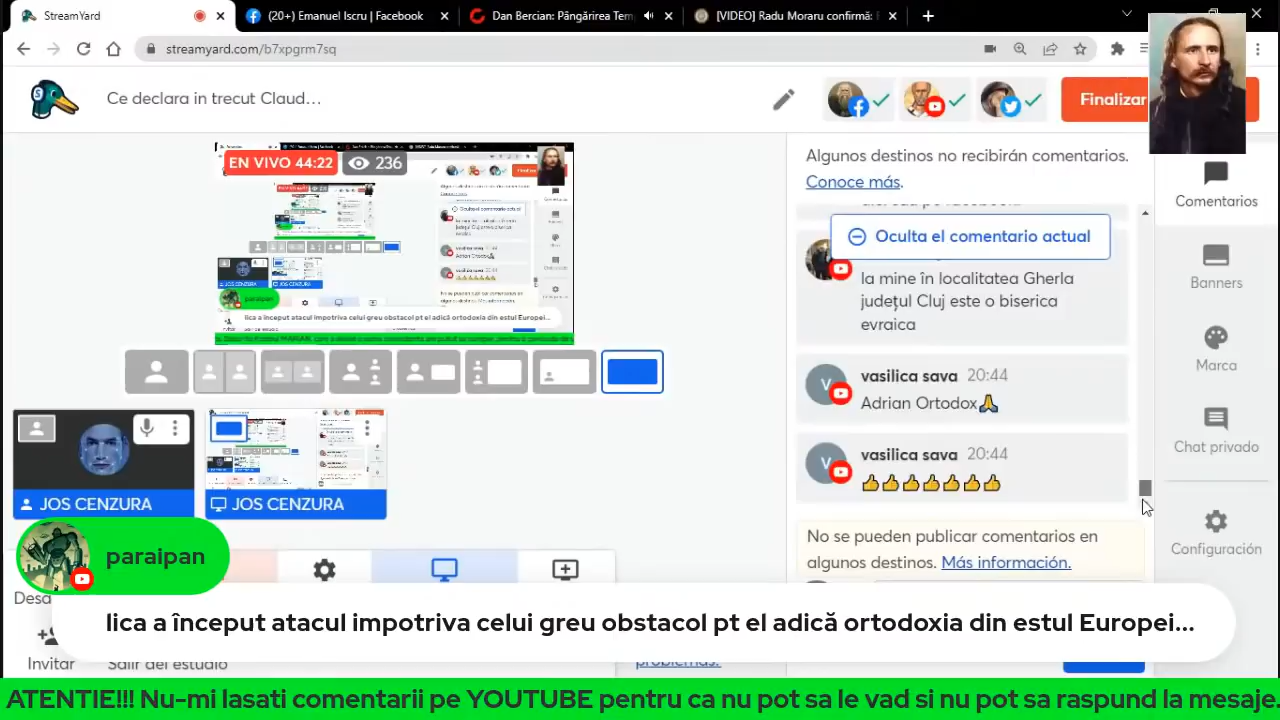 StreamYard
(20+) Emanuel Iscru | Facebook
Dan Bercian: Pângărirea Tem
[VIDEO] Radu Moraru confirmă:
streamyard.com/b7xpgrm7sq
Ce declara in trecut Claud...
Finalizar
EN VIVO 44:22
236
JOS CENZURA
JOS CENZURA
Algunos destinos no recibirán comentarios.
Conoce más.
Oculta el comentario actual
la mine in localitatea Gherla
județul Cluj este o biserica
evraica
vasilica sava 20:44
Adrian Ortodox🙏
vasilica sava 20:44
👍👍👍👍👍👍👍
No se pueden publicar comentarios en
algunos destinos. Más información.
problemas.
Comentarios
Banners
Marca
Chat privado
Configuración
paraipan
Desa
lica a început atacul impotriva celui greu obstacol pt el adică ortodoxia din estul Europei...
Invitar
Salir del estudio
ATENTIE!!! Nu-mi lasati comentarii pe YOUTUBE pentru ca nu pot sa le vad si nu pot sa raspund la mesaje.